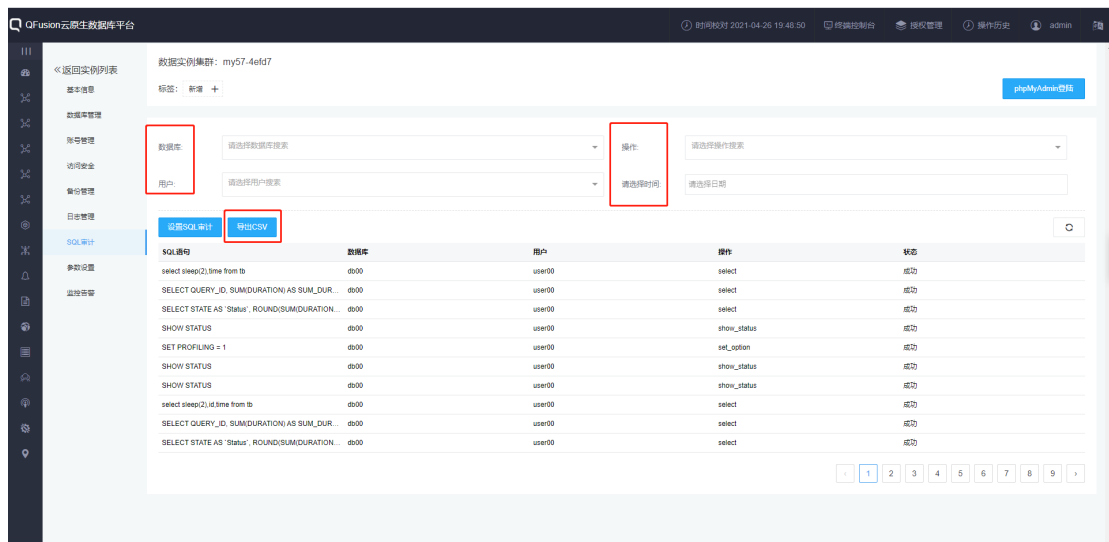 QFusion云原生数据库平台
时间校对 2021-04-26 19:48:50 终端控制台 授权管理 操作历史 admin
返回实例列表
基本信息
数据库管理
账号管理
访问安全
备份管理
日志管理
SQL审计
参数设置
监控告警
数据实例集群: my57-4efd7
标签: 新增 +
phpMyAdmin登陆
数据库: 请选择数据库搜索 操作: 请选择操作搜索
用户: 请选择用户搜索 请选择时间: 请选择日期
设置SQL审计 导出CSV
SQL语句 数据库 用户 操作 状态
select sleep(2),time from tb db00 user00 select 成功
SELECT QUERY_ID, SUM(DURATION) AS SUM_DUR... db00 user00 select 成功
SELECT STATE AS `Status`, ROUND(SUM(DURATION... db00 user00 select 成功
SHOW STATUS db00 user00 show_status 成功
SET PROFILING = 1 db00 user00 set_option 成功
SHOW STATUS db00 user00 show_status 成功
SHOW STATUS db00 user00 show_status 成功
select sleep(2),id,time from tb db00 user00 select 成功
SELECT QUERY_ID, SUM(DURATION) AS SUM_DUR... db00 user00 select 成功
SELECT STATE AS `Status`, ROUND(SUM(DURATION... db00 user00 select 成功
1 2 3 4 5 6 7 8 9